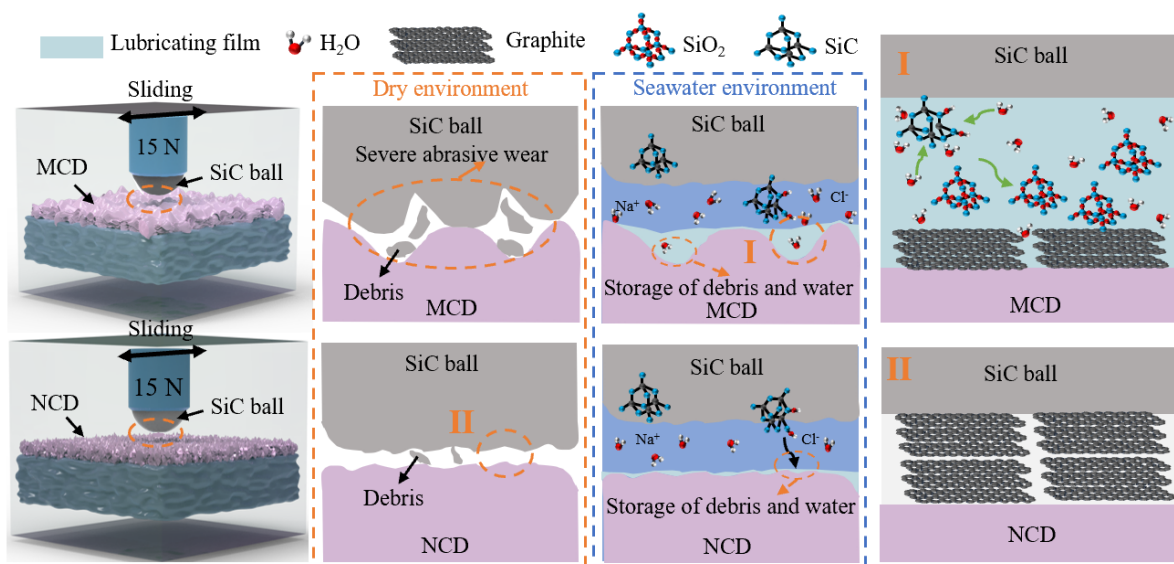 Lubricating film
H₂O
Graphite
SiO₂
SiC
Sliding
15 N
MCD
SiC ball
Dry environment
SiC ball
Severe abrasive wear
Debris
MCD
Seawater environment
SiC ball
Na⁺
Cl⁻
I
Storage of debris and water
MCD
I
SiC ball
MCD
Sliding
15 N
NCD
SiC ball
SiC ball
II
Debris
NCD
SiC ball
Na⁺
Cl⁻
Storage of debris and water
NCD
II
SiC ball
NCD